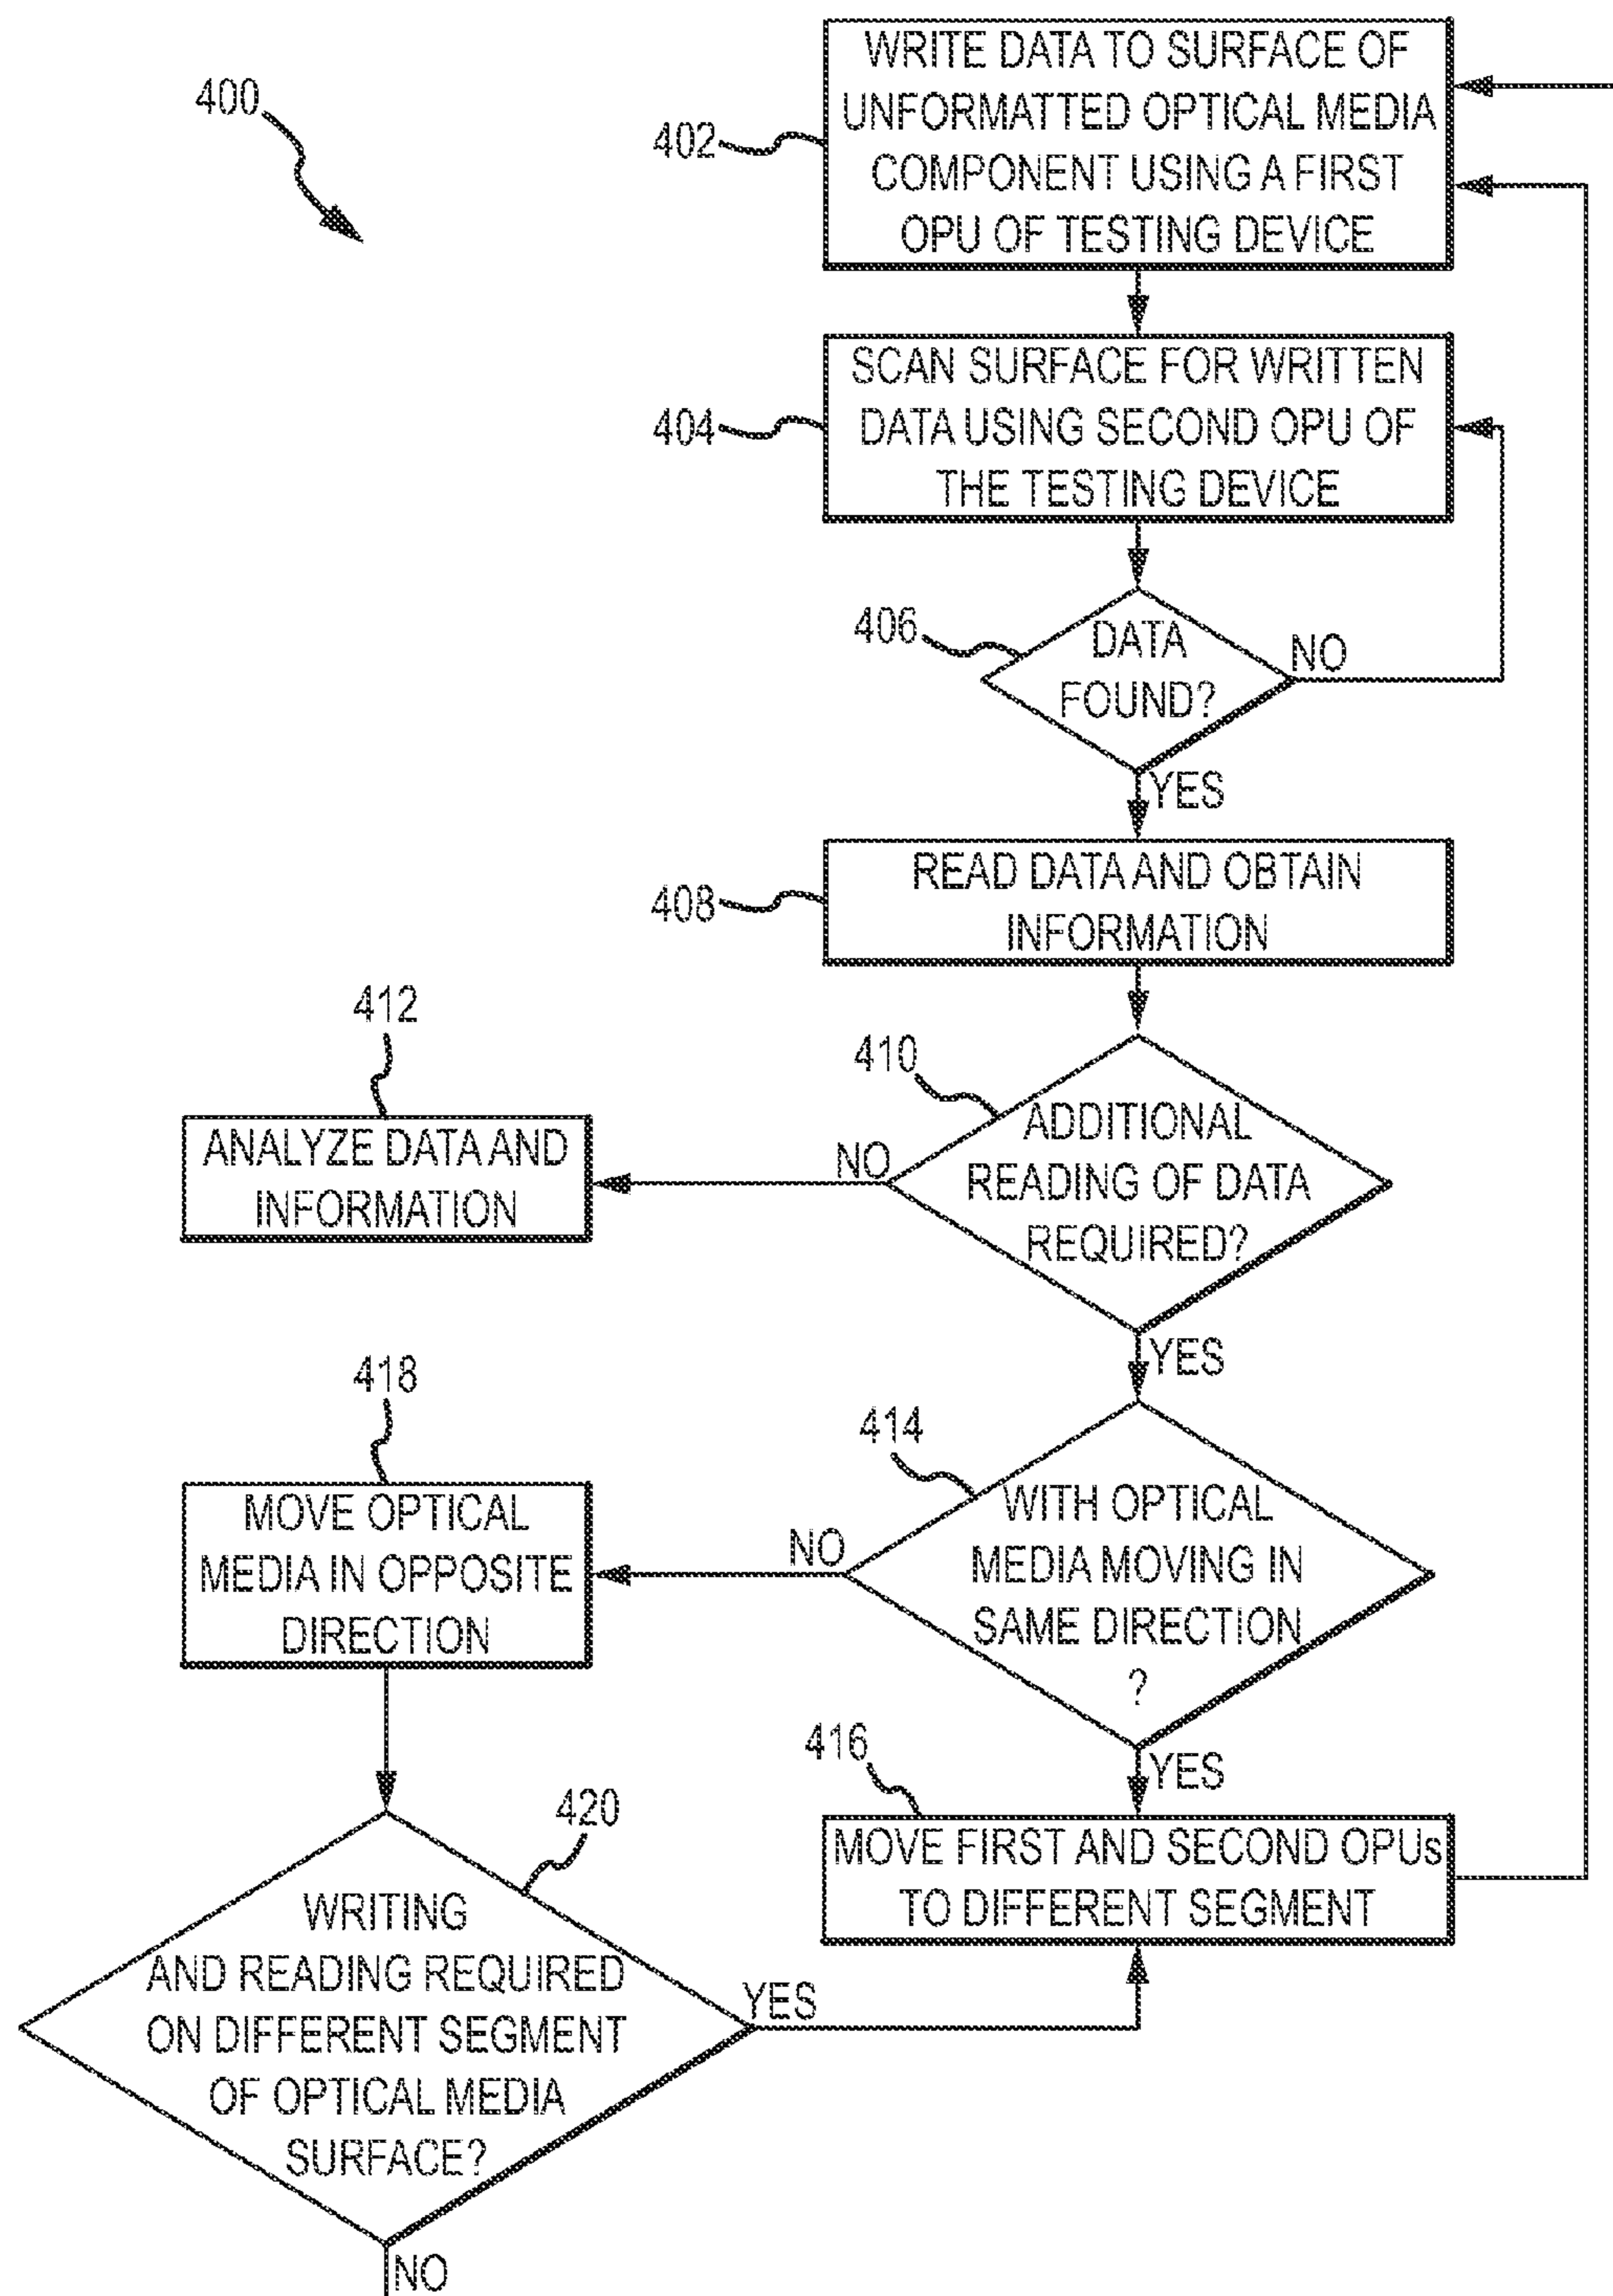 400
402
WRITE DATA TO SURFACE OF
UNFORMATTED OPTICAL MEDIA
COMPONENT USING A FIRST
OPU OF TESTING DEVICE
404
SCAN SURFACE FOR WRITTEN
DATA USING SECOND OPU OF
THE TESTING DEVICE
406
DATA
FOUND?
NO
YES
408
READ DATA AND OBTAIN
INFORMATION
410
ADDITIONAL
READING OF DATA
REQUIRED?
NO
412
ANALYZE DATA AND
INFORMATION
YES
414
WITH OPTICAL
MEDIA MOVING IN
SAME DIRECTION
?
NO
418
MOVE OPTICAL
MEDIA IN OPPOSITE
DIRECTION
YES
416
MOVE FIRST AND SECOND OPUs
TO DIFFERENT SEGMENT
420
WRITING
AND READING REQUIRED
ON DIFFERENT SEGMENT
OF OPTICAL MEDIA
SURFACE?
YES
NO